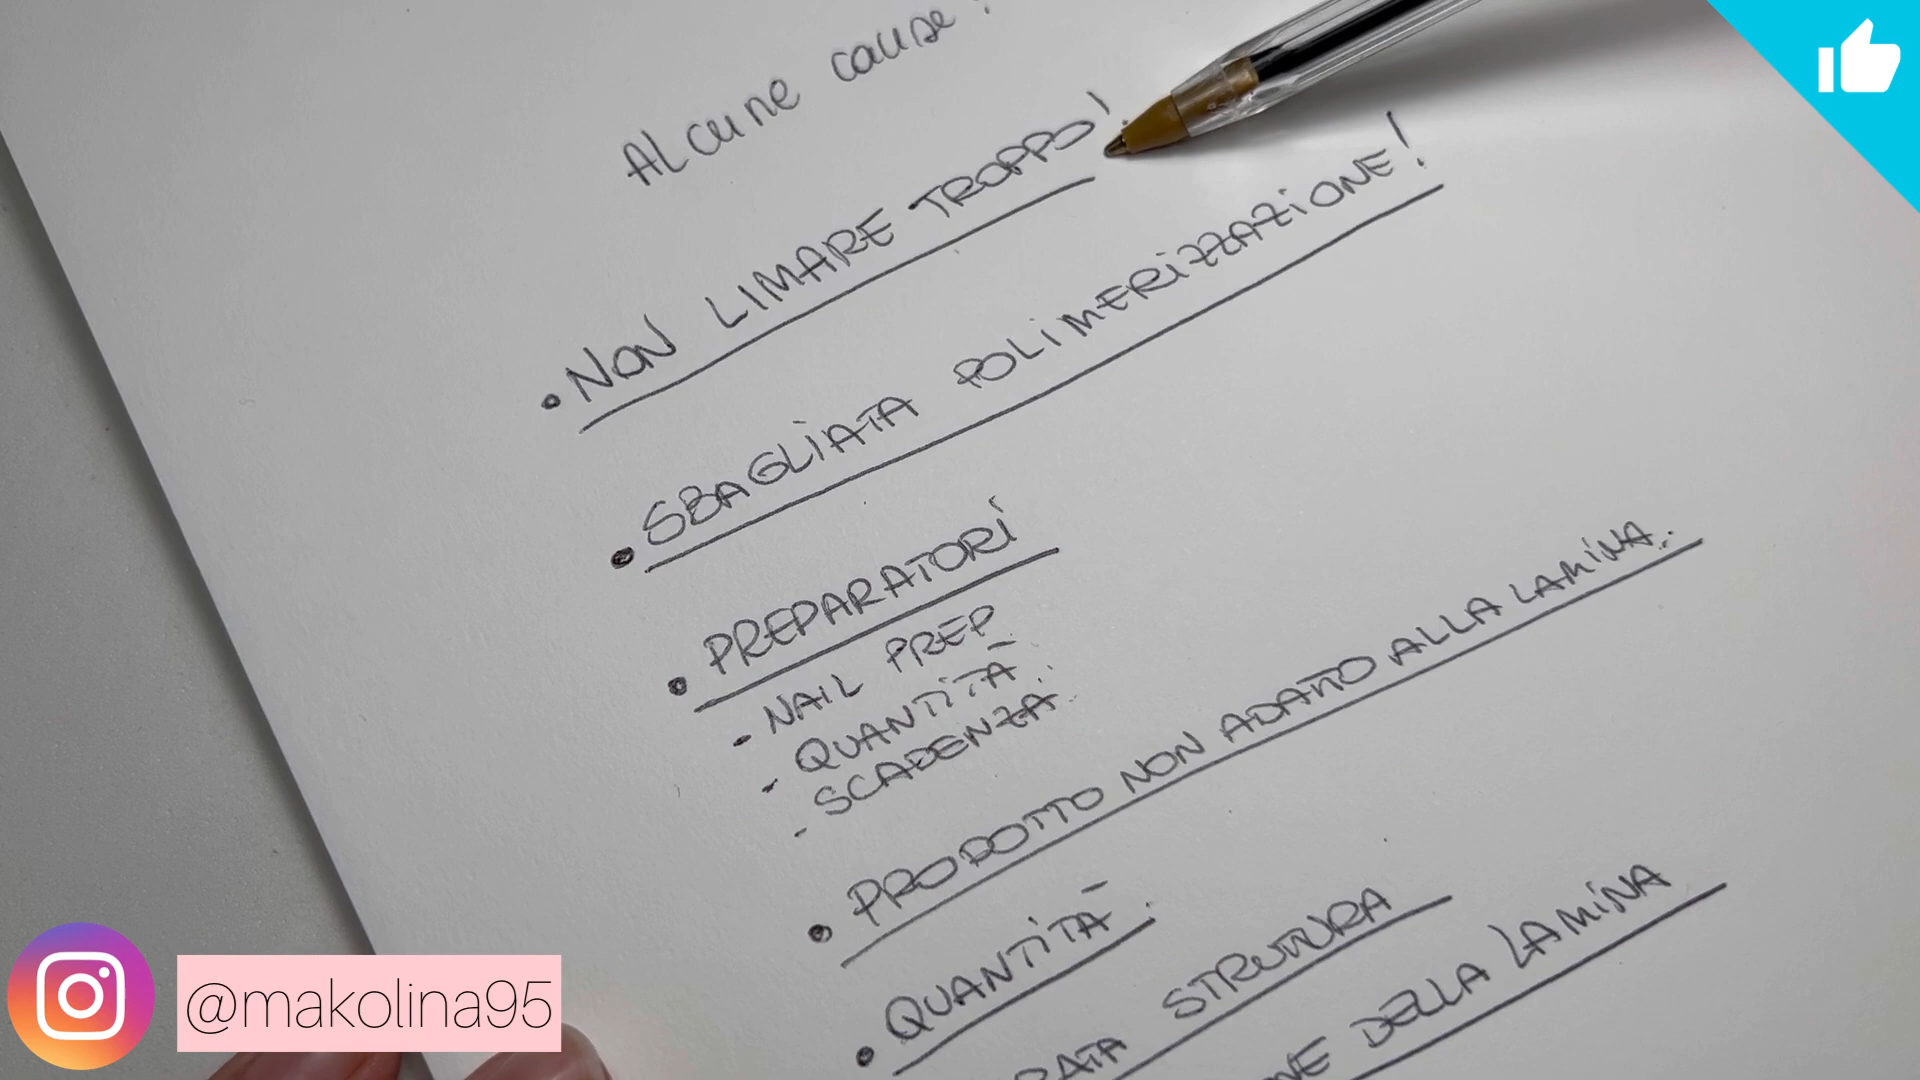 Alcune cause:
• NON LIMARE TROPPO!
• SBAGLIATA POLIMERIZZAZIONE!
• PREPARATORI
- NAIL PREP
- QUANTITÀ
- SCADENZA
• PRODOTTO NON ADATTO ALLA LAMINA..
• QUANTITÀ
STRUTURA
DELLA LAMINA
@makolina95